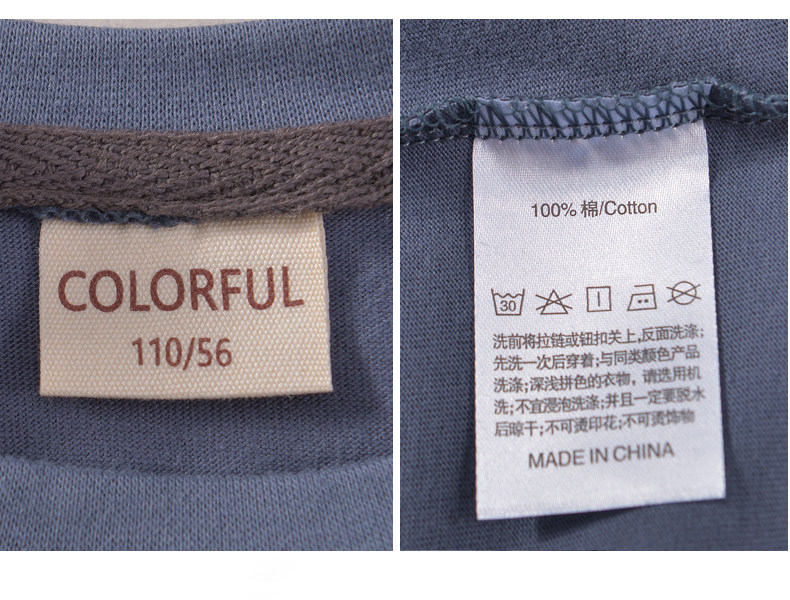 COLORFUL
110/56
100% 棉/Cotton
30
洗前将拉链或钮扣关上,反面洗涤;
先洗一次后穿着;与同类颜色产品
洗涤;深浅拼色的衣物，请选用机
洗;不宜浸泡洗涤;并且一定要脱水
后晾干;不可烫印花;不可烫饰物
MADE IN CHINA